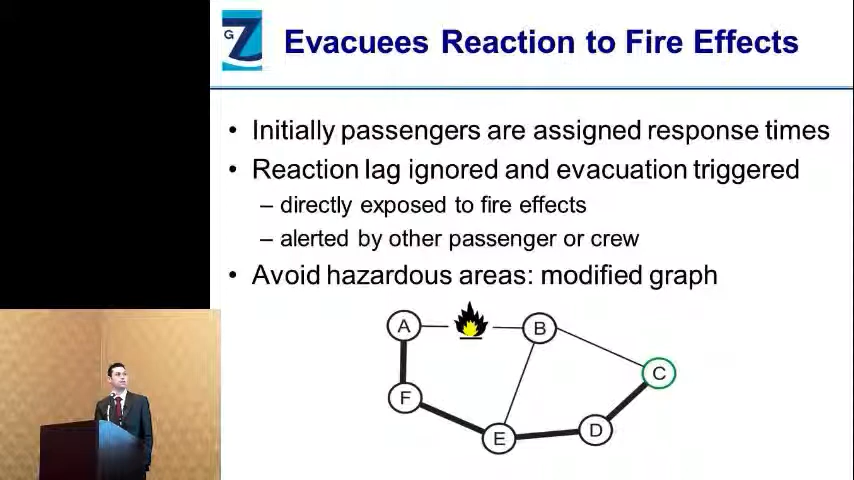 G
Z
Evacuees Reaction to Fire Effects
• Initially passengers are assigned response times
• Reaction lag ignored and evacuation triggered
– directly exposed to fire effects
– alerted by other passenger or crew
• Avoid hazardous areas: modified graph
A
B
C
F
E
D